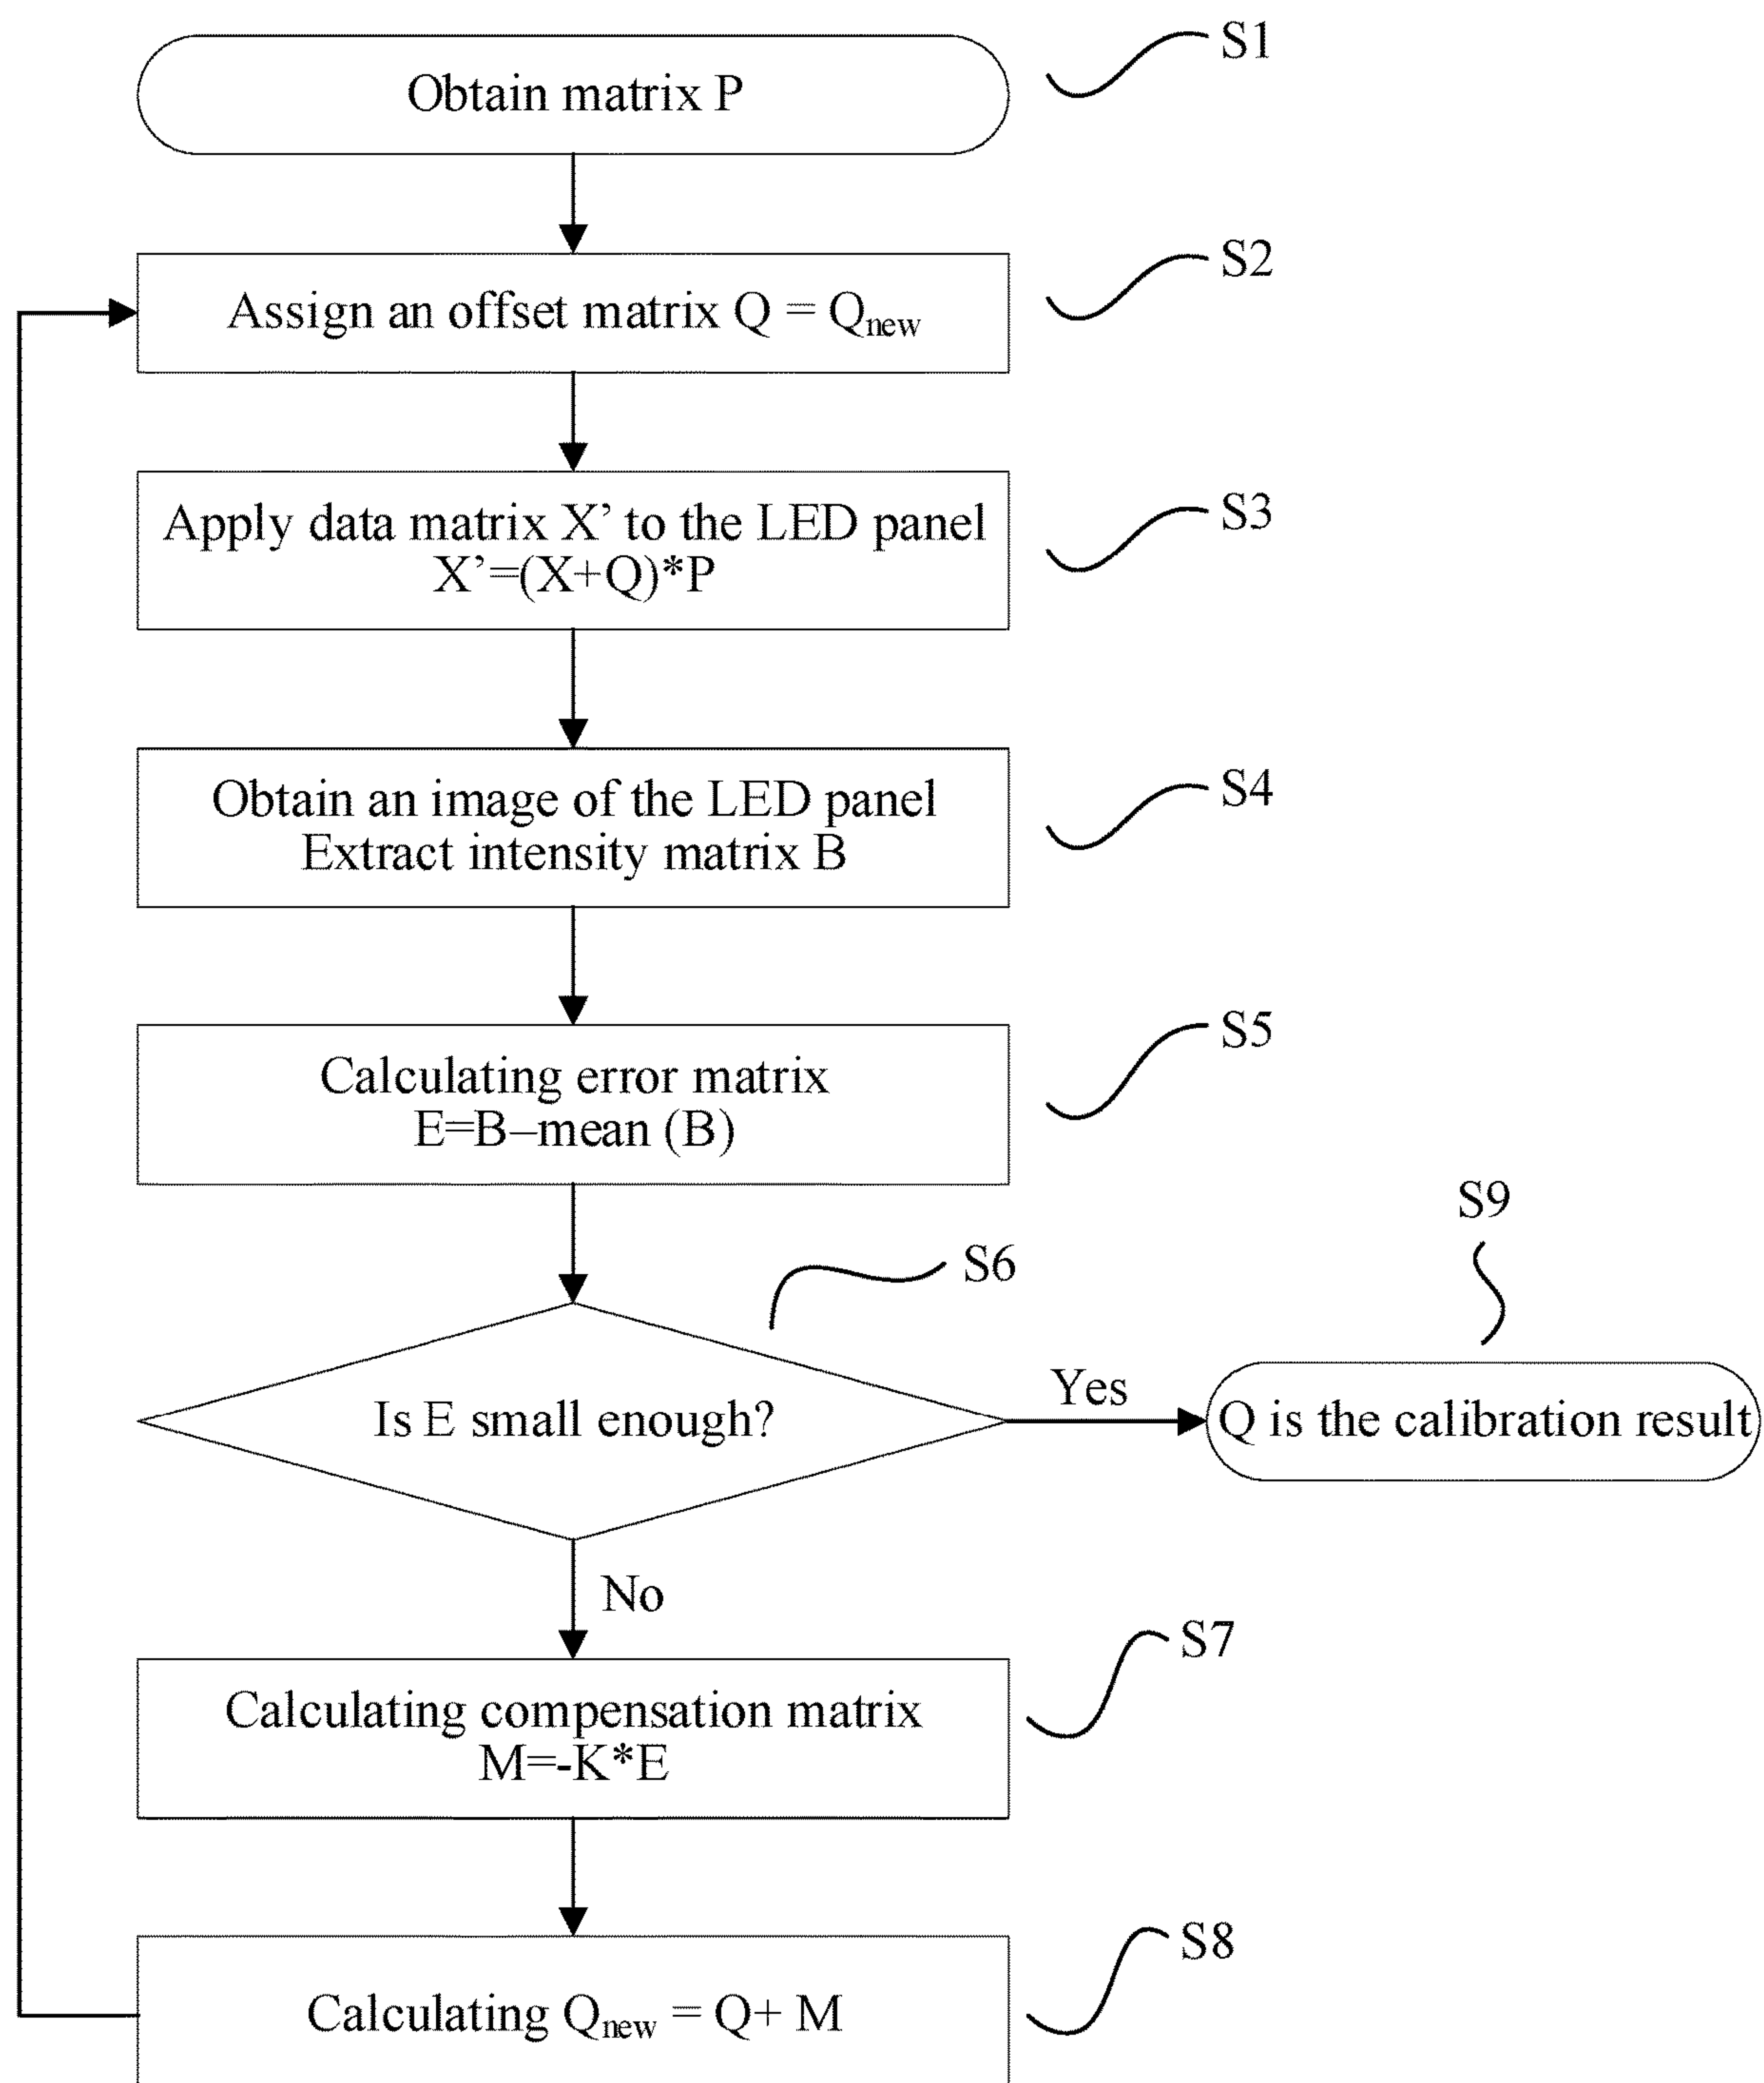 Obtain matrix P
S1
Assign an offset matrix Q = Qnew
S2
Apply data matrix X’ to the LED panel
X’=(X+Q)*P
S3
Obtain an image of the LED panel
Extract intensity matrix B
S4
Calculating error matrix
E=B–mean (B)
S5
Is E small enough?
S6
Yes
Q is the calibration result
S9
No
Calculating compensation matrix
M=-K*E
S7
Calculating Qnew = Q+ M
S8